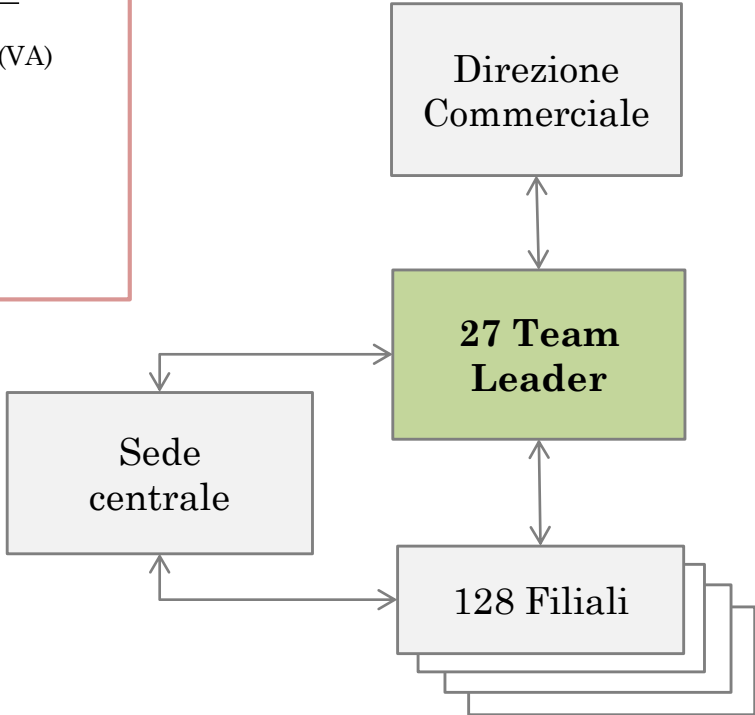 (VA)
Direzione
Commerciale
27 Team
Leader
Sede
centrale
128 Filiali